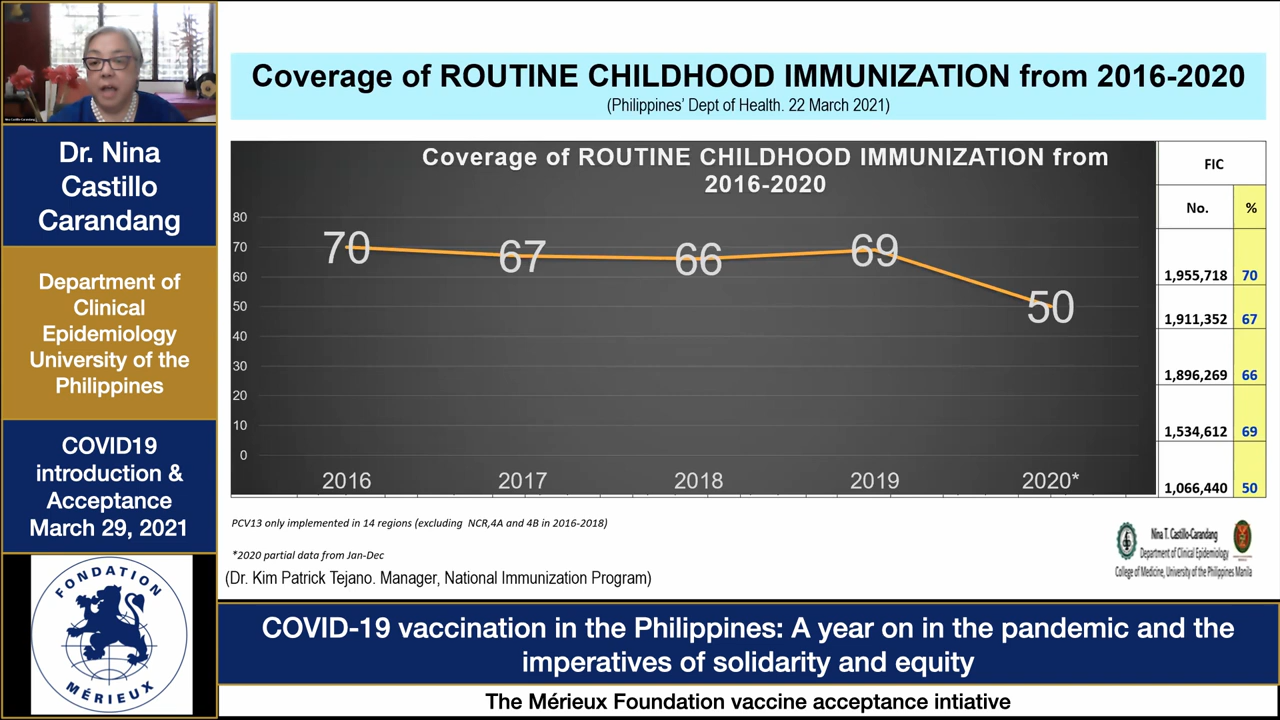 Nina Castillo-Carandang
Dr. Nina
Castillo
Carandang
Department of
Clinical
Epidemiology
University of the
Philippines
COVID19
introduction &
Acceptance
March 29, 2021
FONDATION
MÉRIEUX
Coverage of ROUTINE CHILDHOOD IMMUNIZATION from 2016-2020
(Philippines' Dept of Health. 22 March 2021)
Coverage of ROUTINE CHILDHOOD IMMUNIZATION from
2016-2020
80
70
60
50
40
30
20
10
0
70
67
66
69
50
2016
2017
2018
2019
2020*
FIC
No. %
1,955,718 70
1,911,352 67
1,896,269 66
1,534,612 69
1,066,440 50
PCV13 only implemented in 14 regions (excluding NCR,4A and 4B in 2016-2018)
*2020 partial data from Jan-Dec
(Dr. Kim Patrick Tejano. Manager, National Immunization Program)
Nina T. Castillo-Carandang
Department of Clinical Epidemiology
College of Medicine, University of the Philippines Manila
COVID-19 vaccination in the Philippines: A year on in the pandemic and the
imperatives of solidarity and equity
The Mérieux Foundation vaccine acceptance intiative